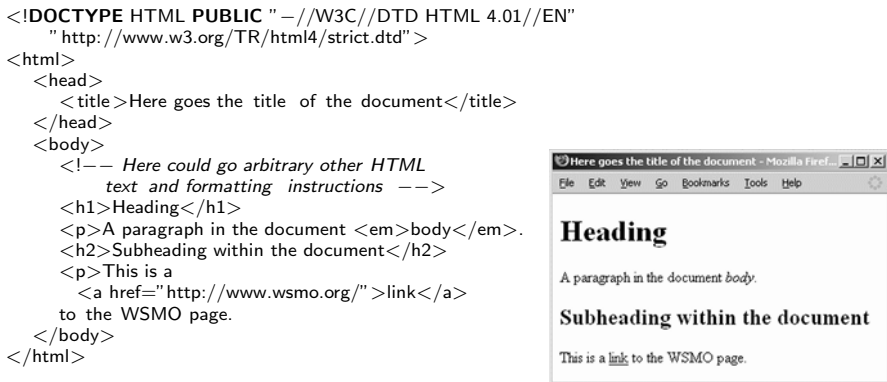 <!DOCTYPE HTML PUBLIC "−//W3C//DTD HTML 4.01//EN"
"http://www.w3.org/TR/html4/strict.dtd">
<html>
<head>
<title>Here goes the title of the document</title>
</head>
<body>
<!−− Here could go arbitrary other HTML
text and formatting instructions −−>
<h1>Heading</h1>
<p>A paragraph in the document <em>body</em>.
<h2>Subheading within the document</h2>
<p>This is a
<a href="http://www.wsmo.org/">link</a>
to the WSMO page.
</body>
</html>
Here goes the title of the document - Mozilla Firef...
File Edit View Go Bookmarks Tools Help
Heading
A paragraph in the document body.
Subheading within the document
This is a link to the WSMO page.